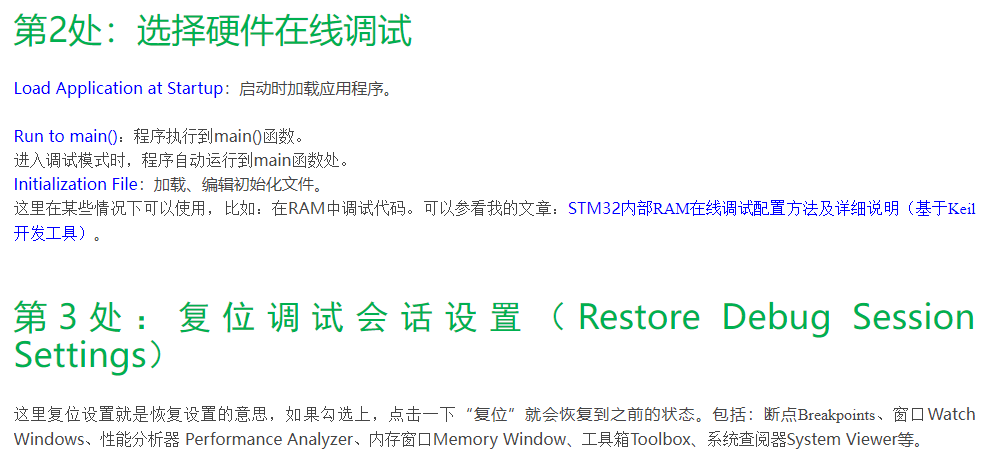 第2处：选择硬件在线调试
Load Application at Startup：启动时加载应用程序。
Run to main()：程序执行到main()函数。
进入调试模式时，程序自动运行到main函数处。
Initialization File：加载、编辑初始化文件。
这里在某些情况下可以使用，比如：在RAM中调试代码。可以参看我的文章：STM32内部RAM在线调试配置方法及详细说明（基于Keil
开发工具）。
第3处：复位调试会话设置（Restore Debug Session
Settings）
这里复位设置就是恢复设置的意思，如果勾选上，点击一下“复位”就会恢复到之前的状态。包括：断点Breakpoints、窗口Watch
Windows、性能分析器 Performance Analyzer、内存窗口Memory Window、工具箱Toolbox、系统查阅器System Viewer等。